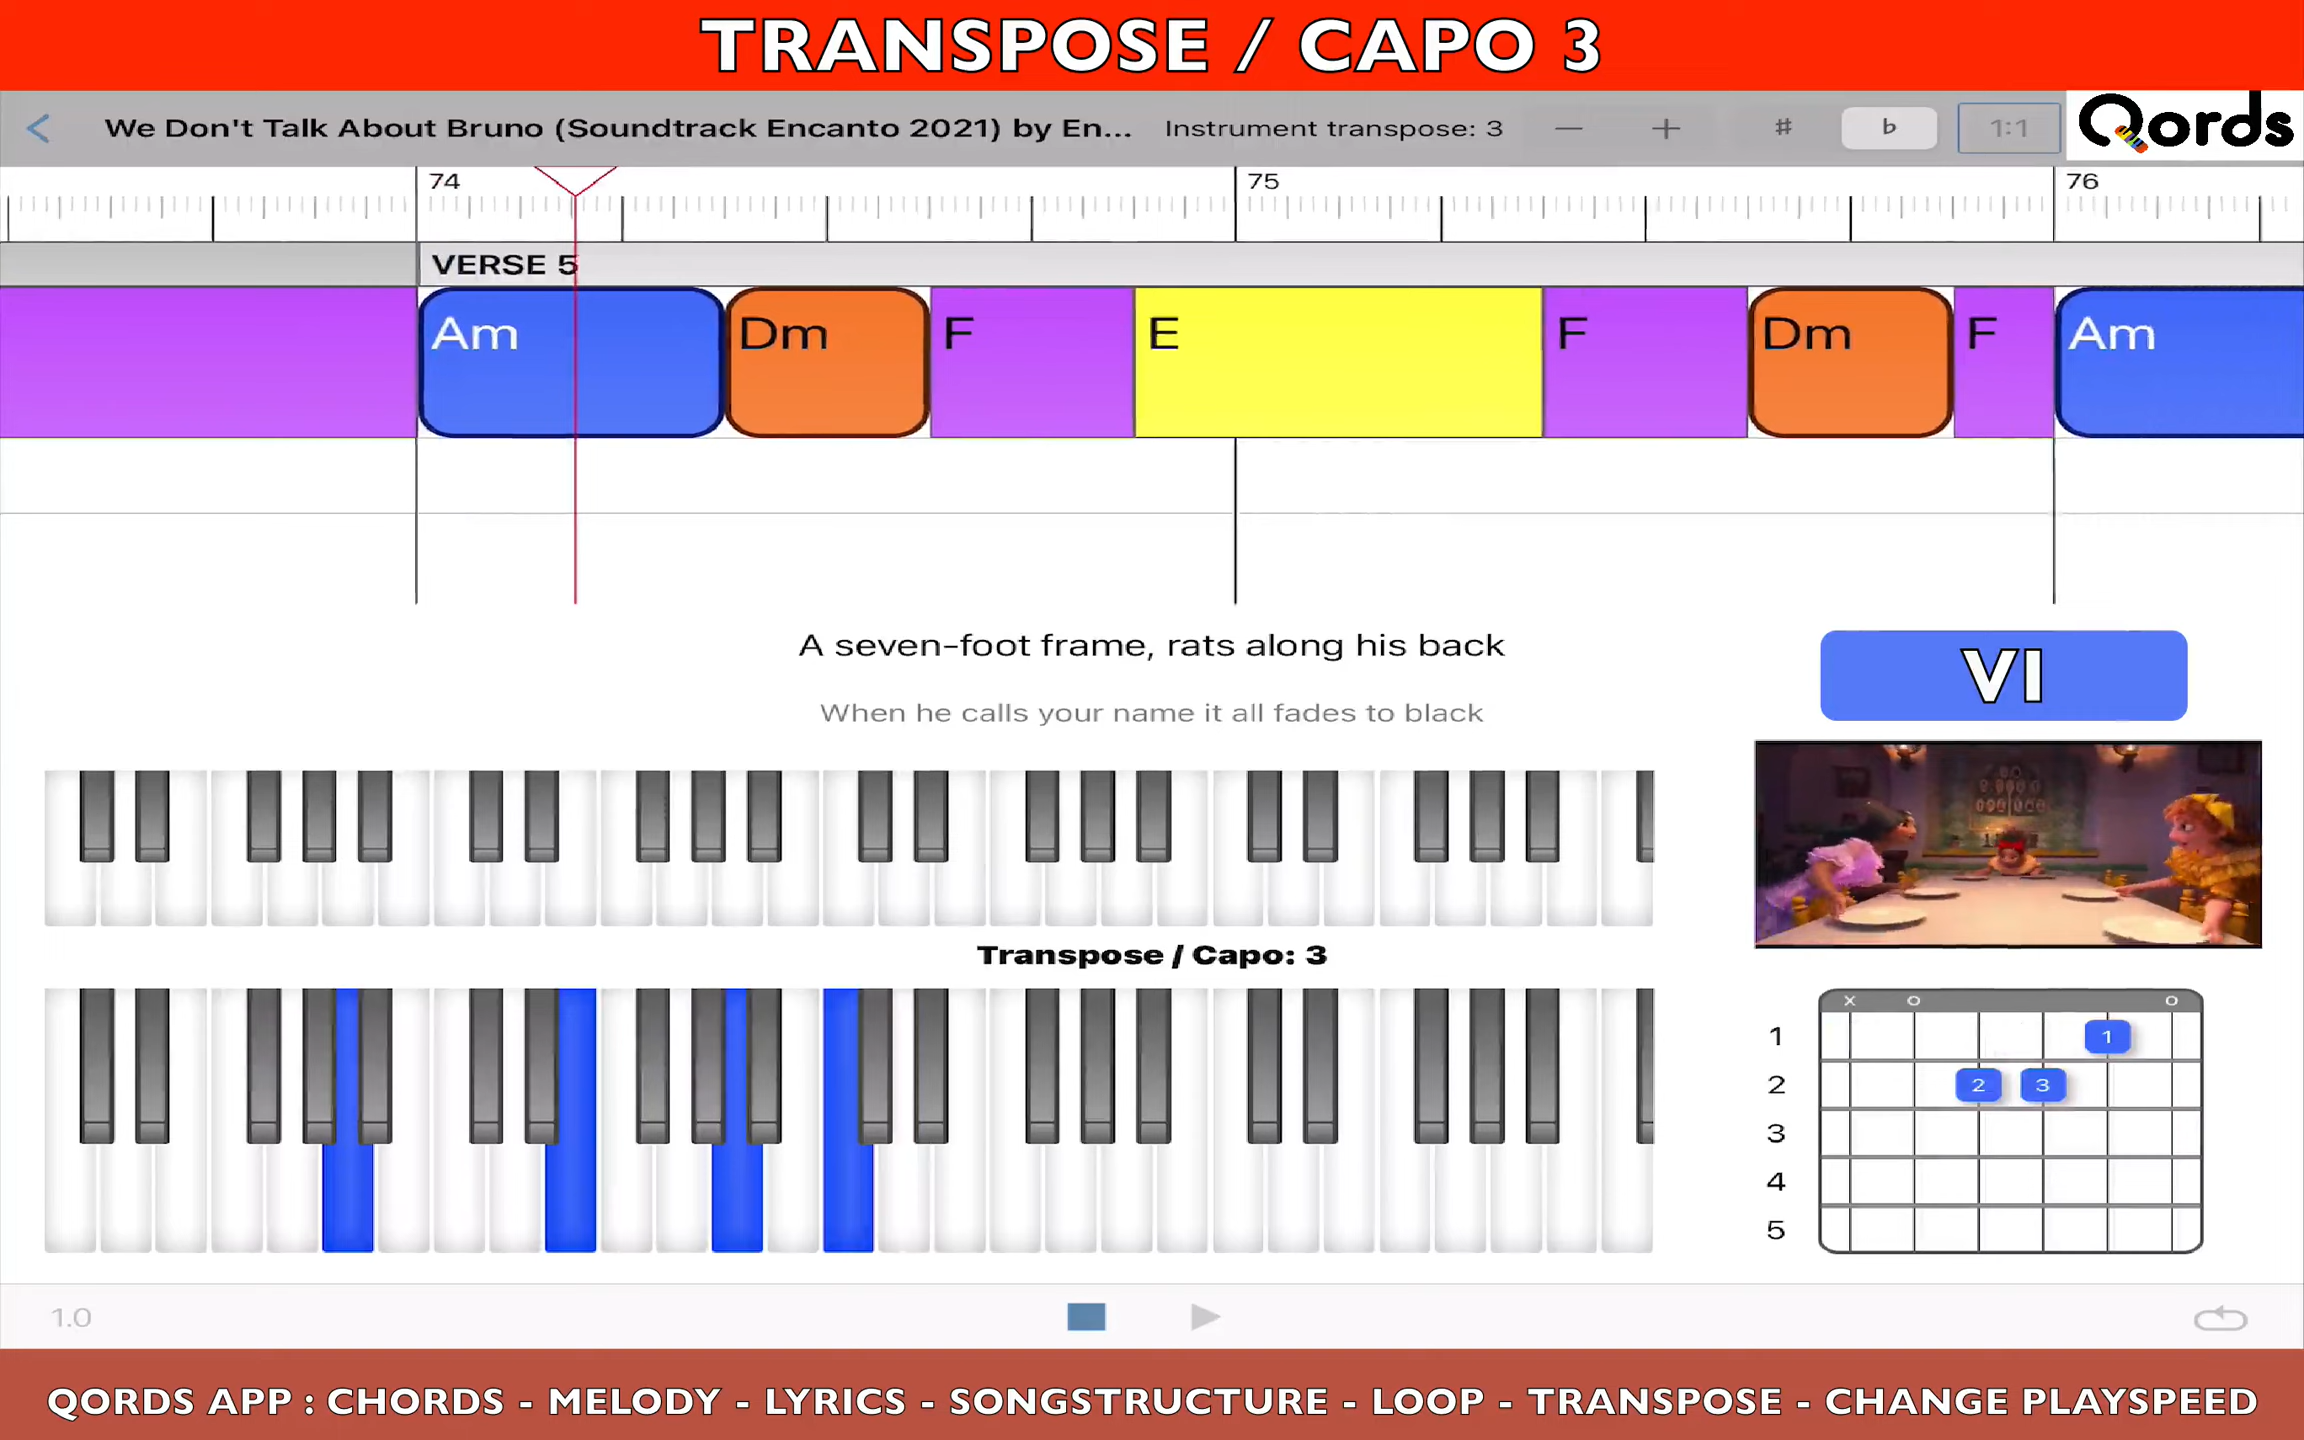 TRANSPOSE / CAPO 3
We Don't Talk About Bruno (Soundtrack Encanto 2021) by En... Instrument transpose: 3 — + # ♭ 1:1 Qords
74 75 76
VERSE 5
Am Dm F E F Dm F Am
A seven-foot frame, rats along his back
When he calls your name it all fades to black
VI
Transpose / Capo: 3
x o o
1 1
2 2 3
3
4
5
1.0
QORDS APP : CHORDS - MELODY - LYRICS - SONGSTRUCTURE - LOOP - TRANSPOSE - CHANGE PLAYSPEED